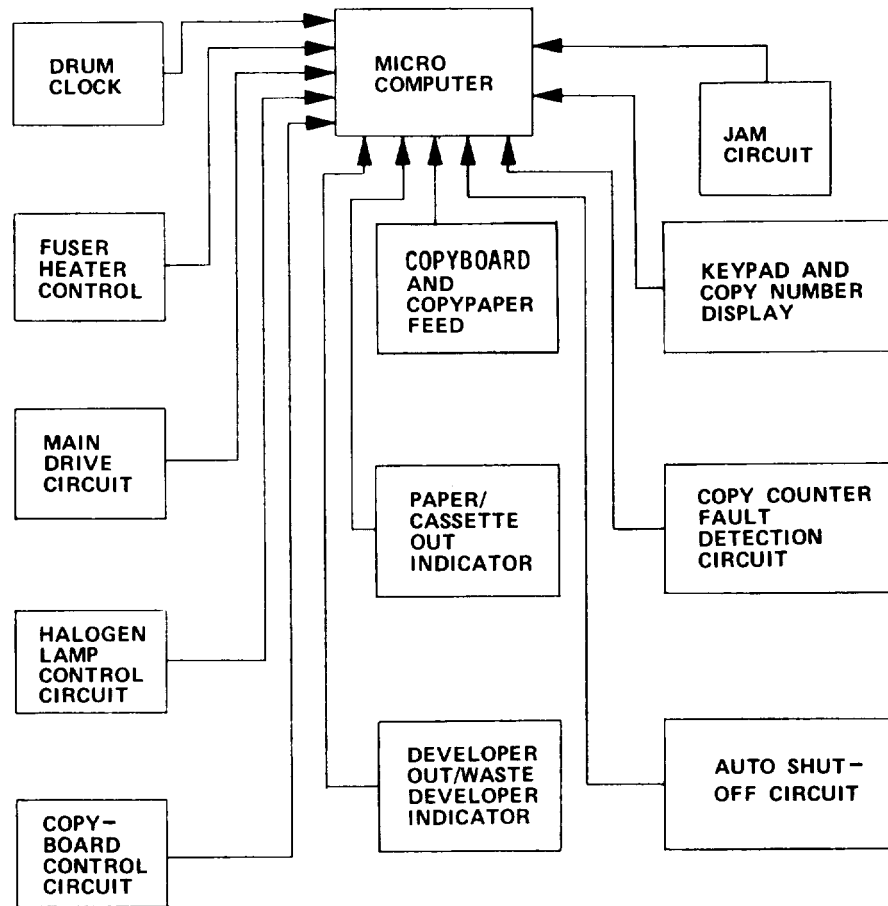 DRUM
CLOCK
MICRO
COMPUTER
JAM
CIRCUIT
FUSER
HEATER
CONTROL
COPYBOARD
AND
COPYPAPER
FEED
KEYPAD AND
COPY NUMBER
DISPLAY
MAIN
DRIVE
CIRCUIT
PAPER/
CASSETTE
OUT
INDICATOR
COPY COUNTER
FAULT
DETECTION
CIRCUIT
HALOGEN
LAMP
CONTROL
CIRCUIT
DEVELOPER
OUT/WASTE
DEVELOPER
INDICATOR
AUTO SHUT-
OFF CIRCUIT
COPY-
BOARD
CONTROL
CIRCUIT